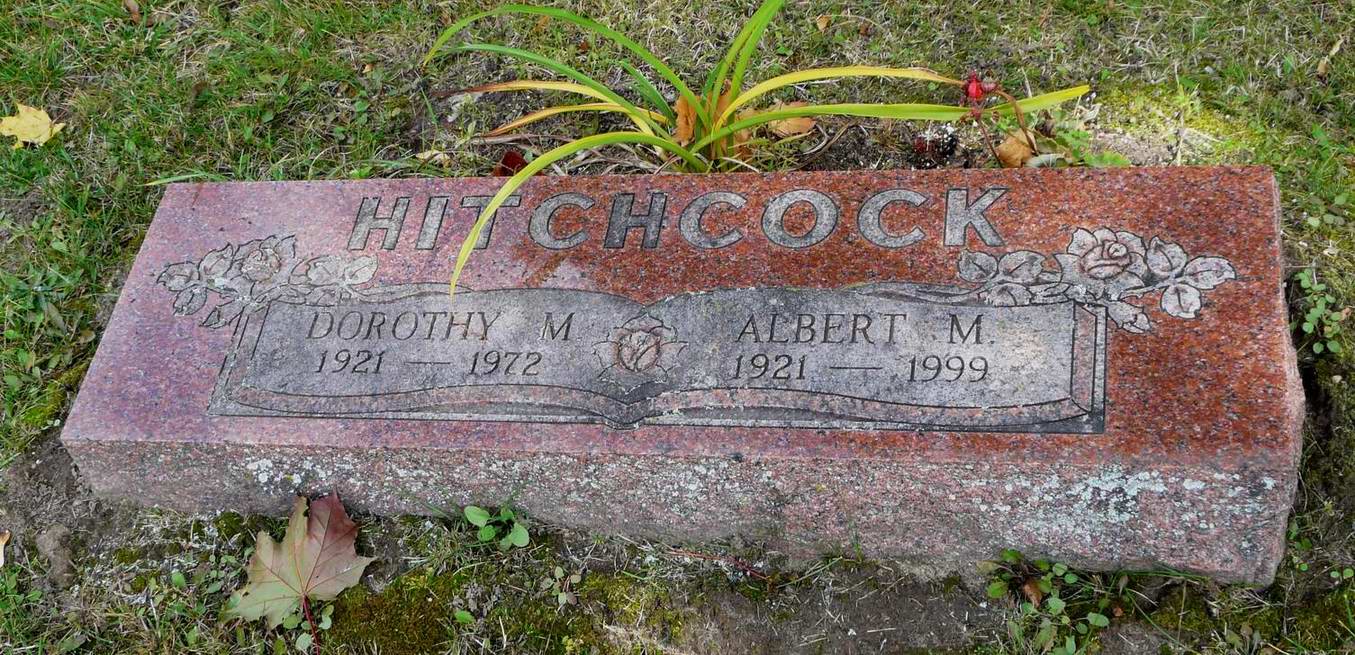 HITCHCOCK
DOROTHY M.
1921 — 1972
ALBERT M.
1921 — 1999